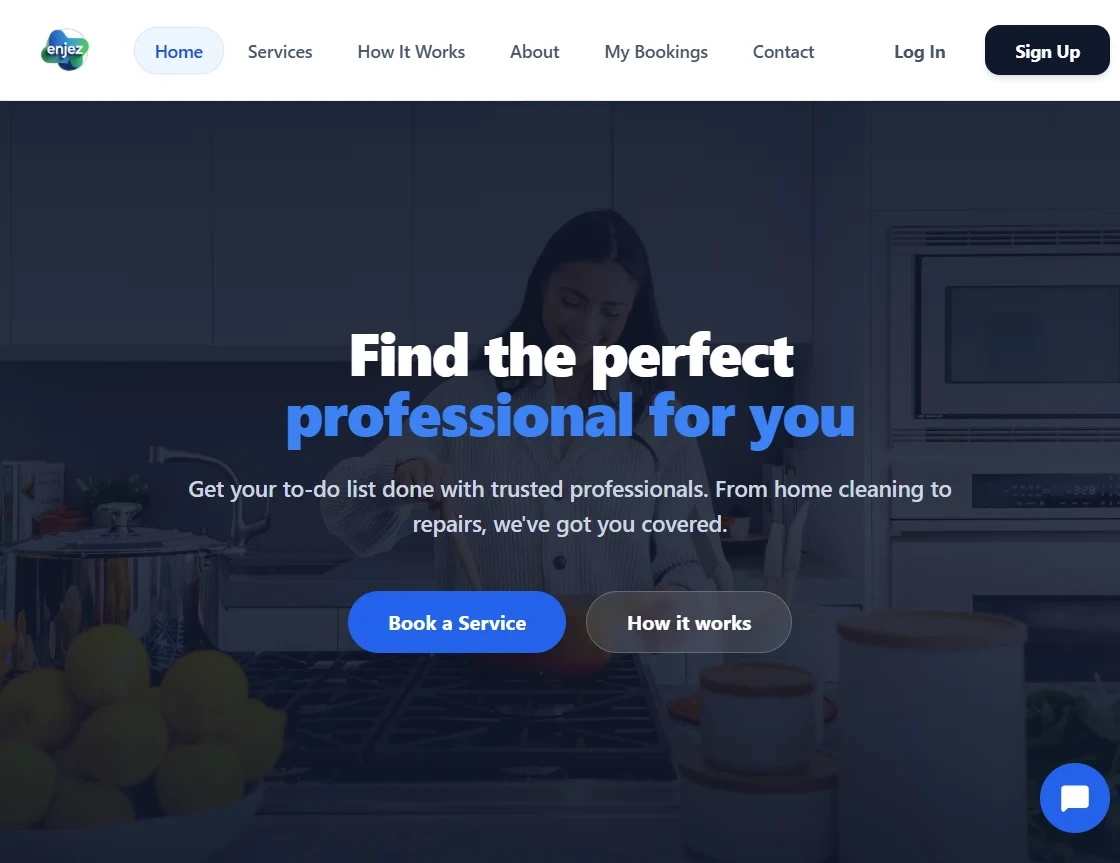 enjez
Home
Services
How It Works
About
My Bookings
Contact
Log In
Sign Up
Find the perfect
professional for you
Get your to-do list done with trusted professionals. From home cleaning to
repairs, we've got you covered.
Book a Service
How it works